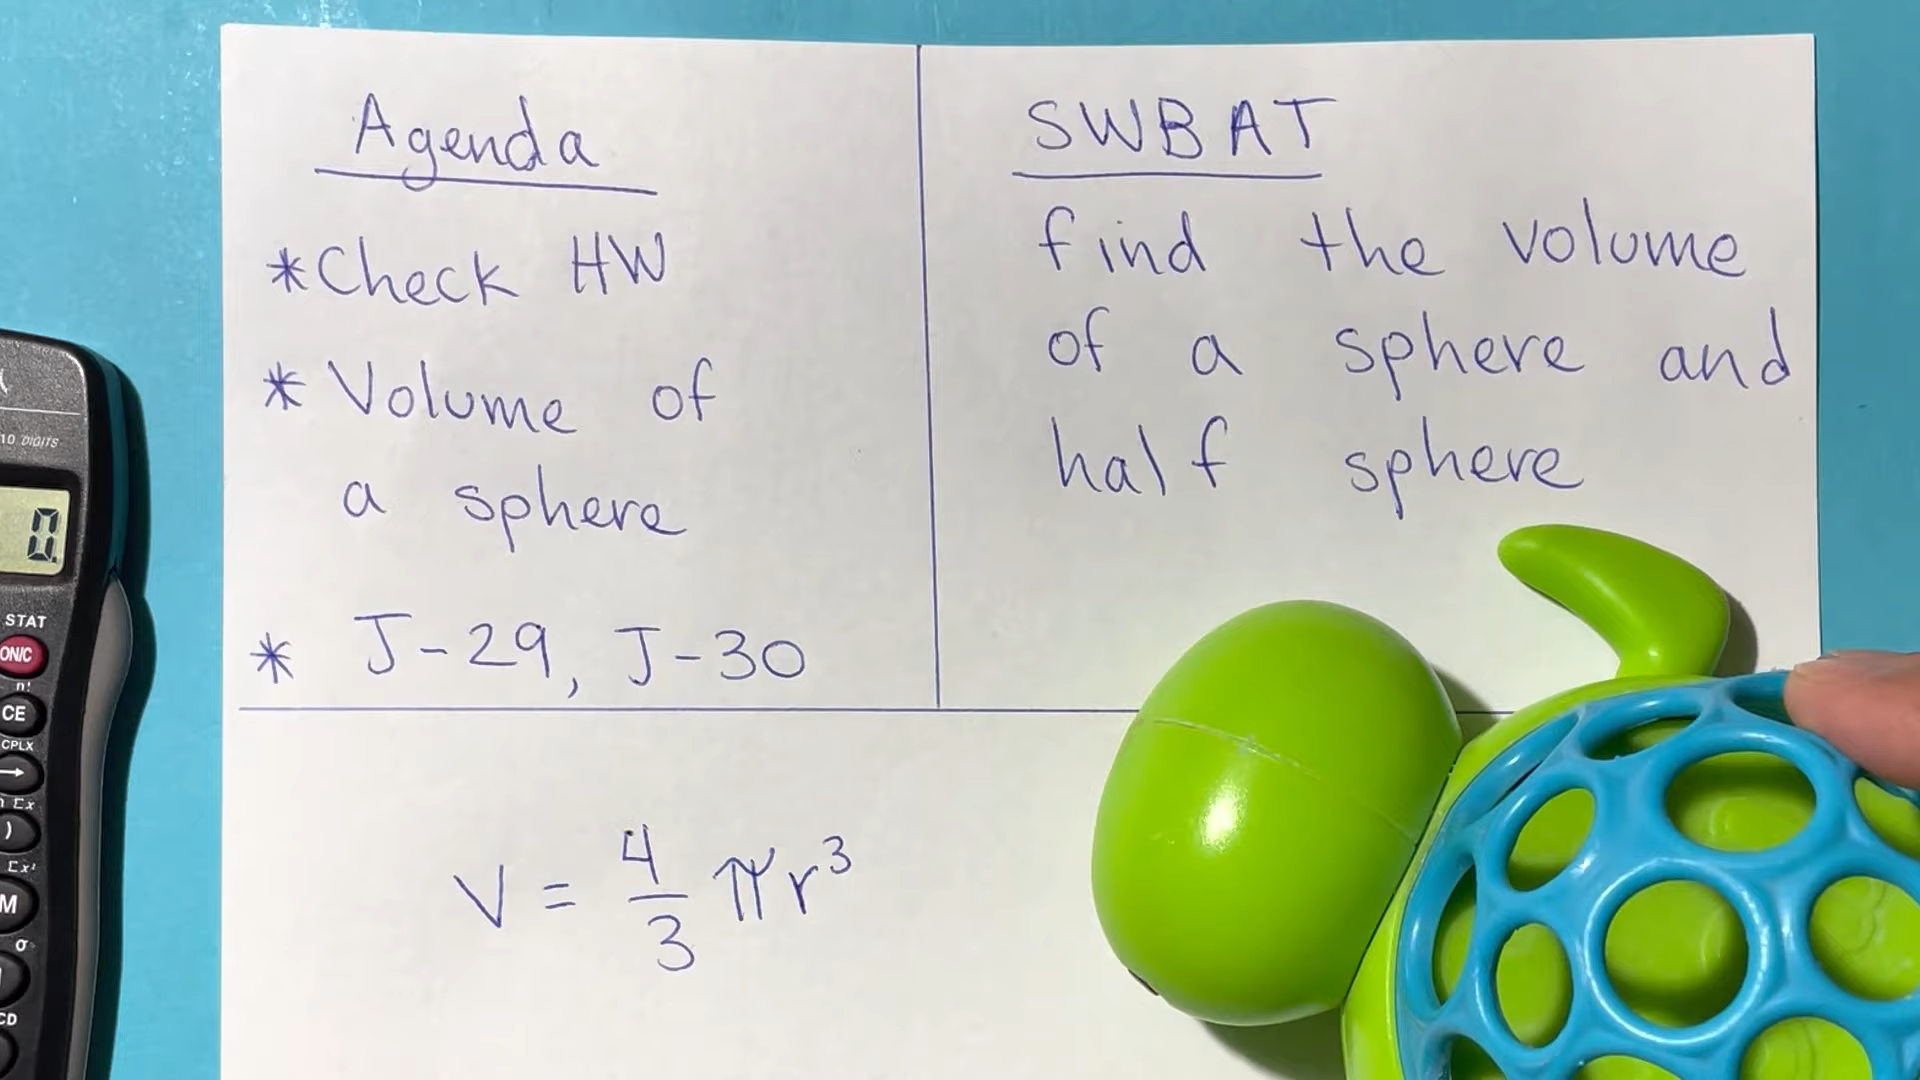 Agenda
*Check HW
* Volume of
a sphere
* J-29, J-30
SWBAT
find the volume
of a sphere and
half sphere
V = 4/3 πr³
10 DIGITS
0.
STAT
ON/C
n!
CE
CPLX
→
)
M
CD